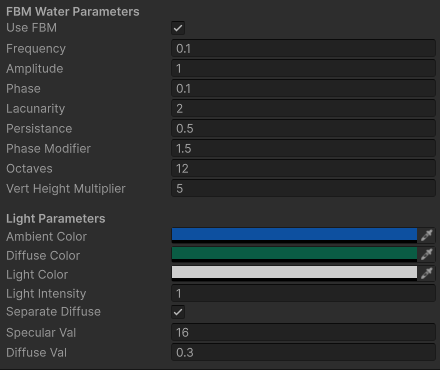 FBM Water Parameters
Use FBM
Frequency 0.1
Amplitude 1
Phase 0.1
Lacunarity 2
Persistance 0.5
Phase Modifier 1.5
Octaves 12
Vert Height Multiplier 5
Light Parameters
Ambient Color
Diffuse Color
Light Color
Light Intensity 1
Separate Diffuse
Specular Val 16
Diffuse Val 0.3